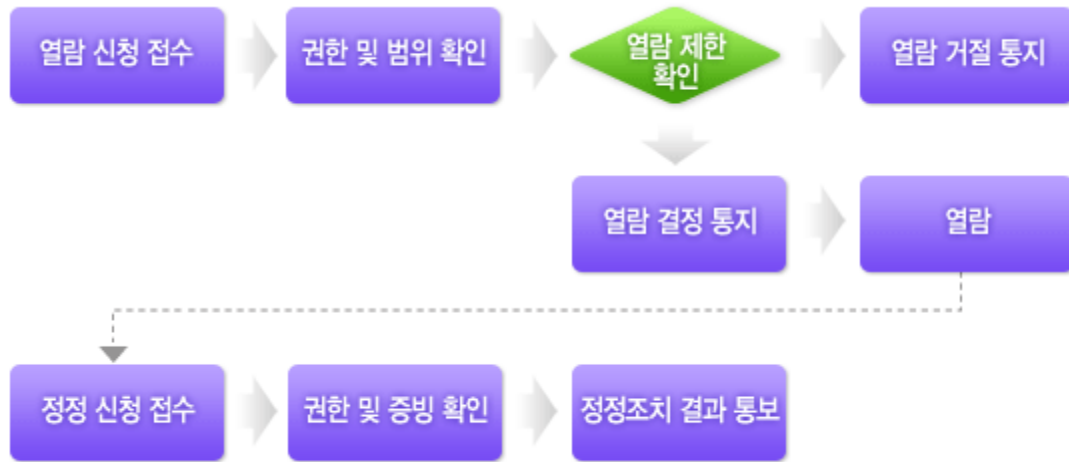 열람 신청 접수
권한 및 범위 확인
열람 제한
확인
열람 거절 통지
열람 결정 통지
열람
정정 신청 접수
권한 및 증빙 확인
정정조치 결과 통보